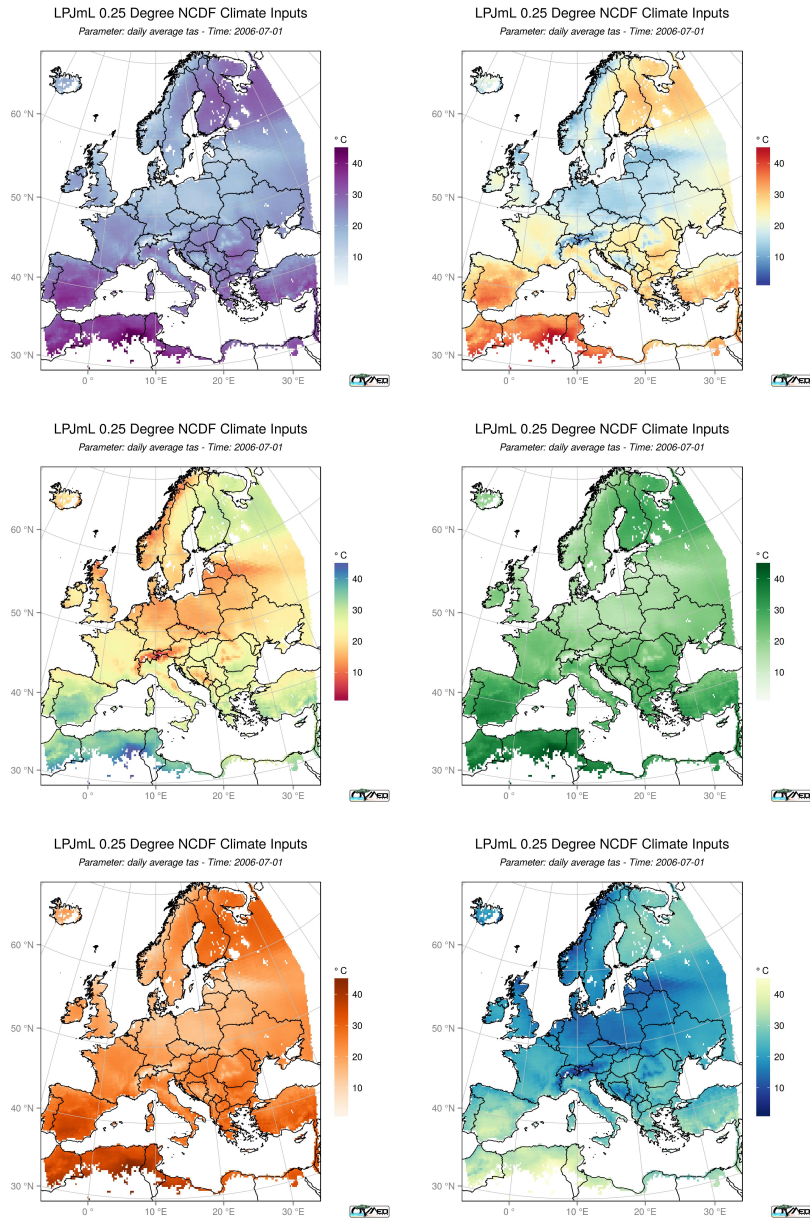 LPJmL 0.25 Degree NCDF Climate Inputs
Parameter: daily average tas - Time: 2006-07-01
60 °N
50 °N
40 °N
30 °N
0 °
10 °E
20 °E
30 °E
° C
40
30
20
10
LPJmL 0.25 Degree NCDF Climate Inputs
Parameter: daily average tas - Time: 2006-07-01
60 °N
50 °N
40 °N
30 °N
0 °
10 °E
20 °E
30 °E
° C
40
30
20
10
LPJmL 0.25 Degree NCDF Climate Inputs
Parameter: daily average tas - Time: 2006-07-01
60 °N
50 °N
40 °N
30 °N
0 °
10 °E
20 °E
30 °E
° C
40
30
20
10
LPJmL 0.25 Degree NCDF Climate Inputs
Parameter: daily average tas - Time: 2006-07-01
60 °N
50 °N
40 °N
30 °N
0 °
10 °E
20 °E
30 °E
° C
40
30
20
10
LPJmL 0.25 Degree NCDF Climate Inputs
Parameter: daily average tas - Time: 2006-07-01
60 °N
50 °N
40 °N
30 °N
0 °
10 °E
20 °E
30 °E
° C
40
30
20
10
LPJmL 0.25 Degree NCDF Climate Inputs
Parameter: daily average tas - Time: 2006-07-01
60 °N
50 °N
40 °N
30 °N
0 °
10 °E
20 °E
30 °E
° C
40
30
20
10